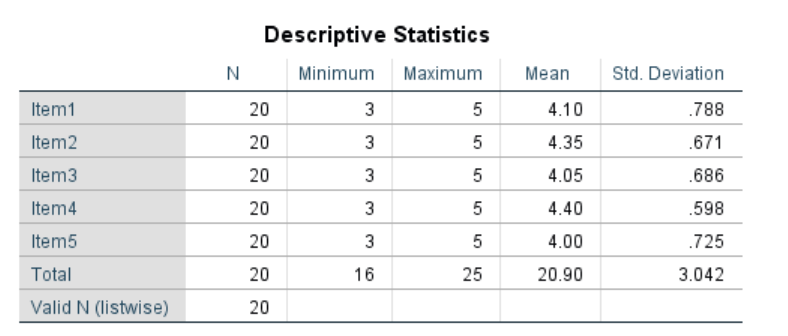 Descriptive Statistics
N Minimum Maximum Mean Std. Deviation
Item1 20 3 5 4.10 .788
Item2 20 3 5 4.35 .671
Item3 20 3 5 4.05 .686
Item4 20 3 5 4.40 .598
Item5 20 3 5 4.00 .725
Total 20 16 25 20.90 3.042
Valid N (listwise) 20